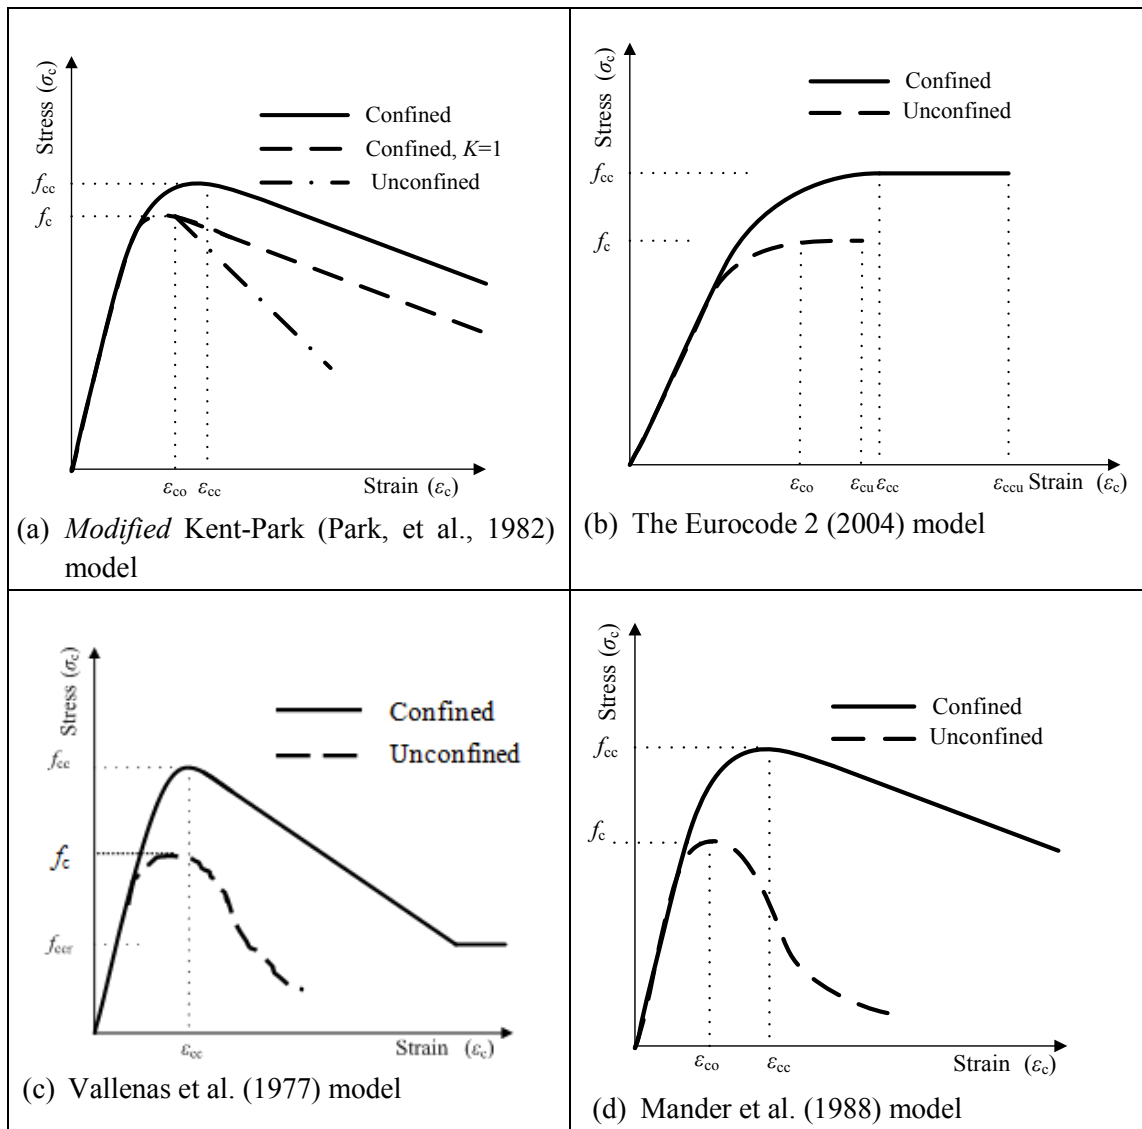 Stress (σc)
Confined
Confined, K=1
Unconfined
fcc
fc
εco
εcc
Strain (εc)
(a) Modified Kent-Park (Park, et al., 1982)
model
Stress (σc)
Confined
Unconfined
fcc
fc
εco
εcu
εcc
εccu
Strain (εc)
(b) The Eurocode 2 (2004) model
Stress (σc)
Confined
Unconfined
fcc
fc
fccr
εcc
Strain (εc)
(c) Vallenas et al. (1977) model
Stress (σc)
Confined
Unconfined
fcc
fc
εco
εcc
Strain (εc)
(d) Mander et al. (1988) model